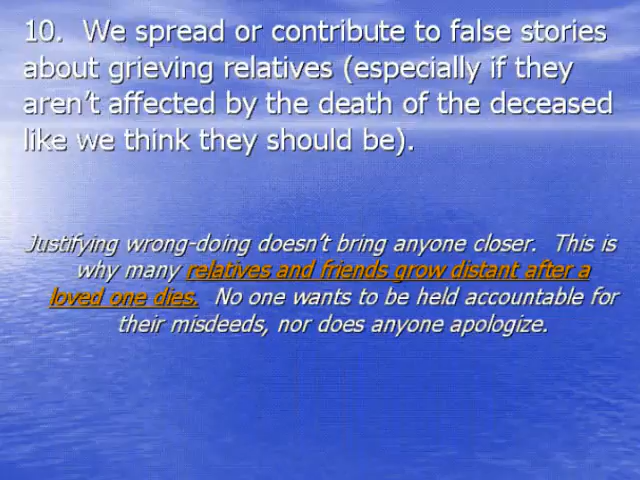 10.  We spread or contribute to false stories
about grieving relatives (especially if they
aren't affected by the death of the deceased
like we think they should be).
Justifying wrong-doing doesn't bring anyone closer.  This is
why many relatives and friends grow distant after a
loved one dies.  No one wants to be held accountable for
their misdeeds, nor does anyone apologize.